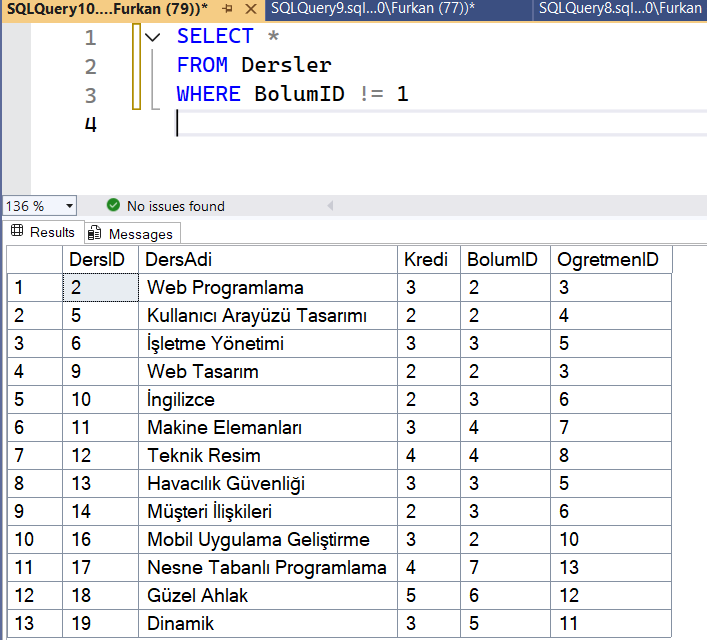 SQLQuery10....Furkan (79))* SQLQuery9.sql...0\Furkan (77))* SQLQuery8.sql...0\Furkan
1 SELECT *
2 FROM Dersler
3 WHERE BolumID != 1
4
136 % No issues found
Results Messages
DersID DersAdi Kredi BolumID OgretmenID
1 2 Web Programlama 3 2 3
2 5 Kullanıcı Arayüzü Tasarımı 2 2 4
3 6 İşletme Yönetimi 3 3 5
4 9 Web Tasarım 2 2 3
5 10 İngilizce 2 3 6
6 11 Makine Elemanları 3 4 7
7 12 Teknik Resim 4 4 8
8 13 Havacılık Güvenliği 3 3 5
9 14 Müşteri İlişkileri 2 3 6
10 16 Mobil Uygulama Geliştirme 3 2 10
11 17 Nesne Tabanlı Programlama 4 7 13
12 18 Güzel Ahlak 5 6 12
13 19 Dinamik 3 5 11